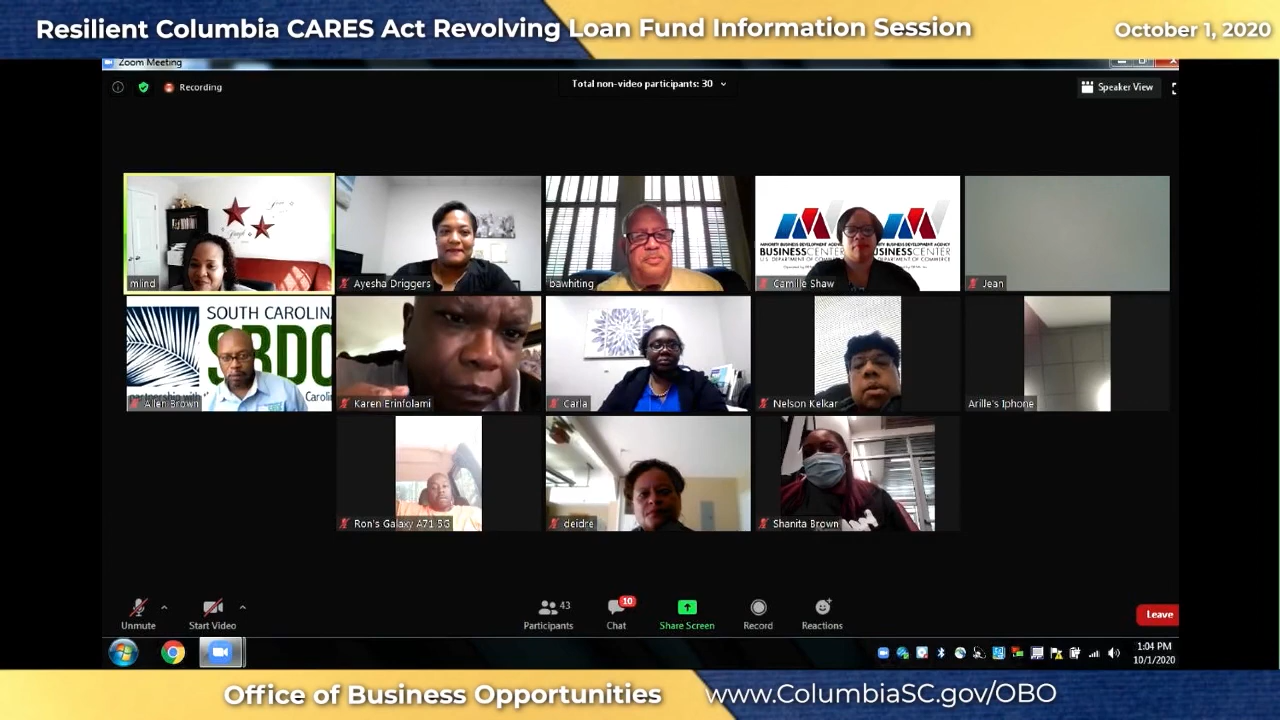 Resilient Columbia CARES Act Revolving Loan Fund Information Session
October 1, 2020
Zoom Meeting
Recording
Total non-video participants: 30
Speaker View
mlind
Ayesha Driggers
bawhiting
MINORITY BUSINESS DEVELOPMENT AGENCY
BUSINESS CENTER
U.S. DEPARTMENT OF COMMERCE
Camille Shaw
Jean
SOUTH CAROLINA
SBDC
Allen Brown
Karen Erinfolami
Carla
Nelson Kelkar
Arille's Iphone
Ron's Galaxy A71 5G
deidre
Shanita Brown
Unmute
Start Video
43
Participants
10
Chat
Share Screen
Record
Reactions
Leave
1:04 PM
10/1/2020
Office of Business Opportunities
www.ColumbiaSC.gov/OBO